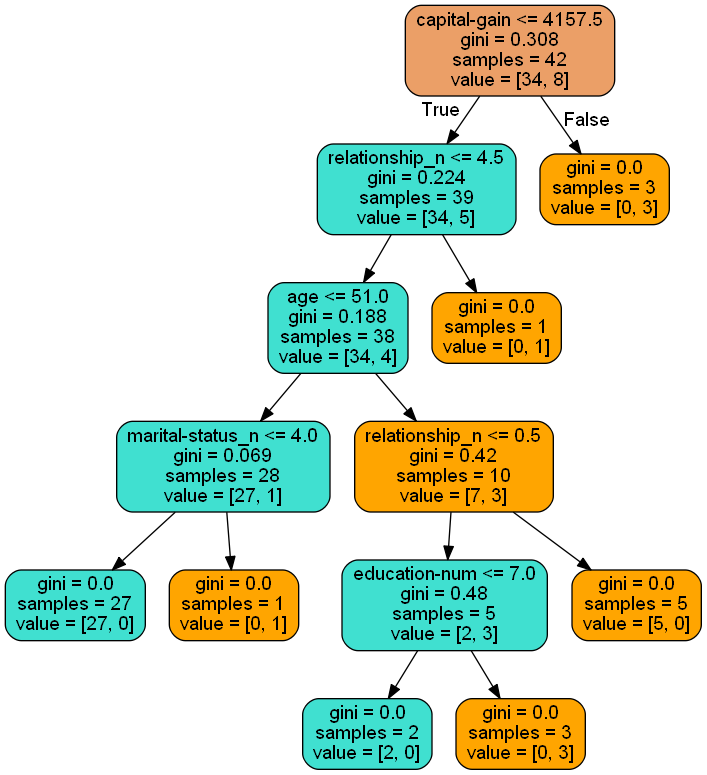 capital-gain <= 4157.5
gini = 0.308
samples = 42
value = [34, 8]
True
False
relationship_n <= 4.5
gini = 0.224
samples = 39
value = [34, 5]
gini = 0.0
samples = 3
value = [0, 3]
age <= 51.0
gini = 0.188
samples = 38
value = [34, 4]
gini = 0.0
samples = 1
value = [0, 1]
marital-status_n <= 4.0
gini = 0.069
samples = 28
value = [27, 1]
relationship_n <= 0.5
gini = 0.42
samples = 10
value = [7, 3]
gini = 0.0
samples = 27
value = [27, 0]
gini = 0.0
samples = 1
value = [0, 1]
education-num <= 7.0
gini = 0.48
samples = 5
value = [2, 3]
gini = 0.0
samples = 5
value = [5, 0]
gini = 0.0
samples = 2
value = [2, 0]
gini = 0.0
samples = 3
value = [0, 3]